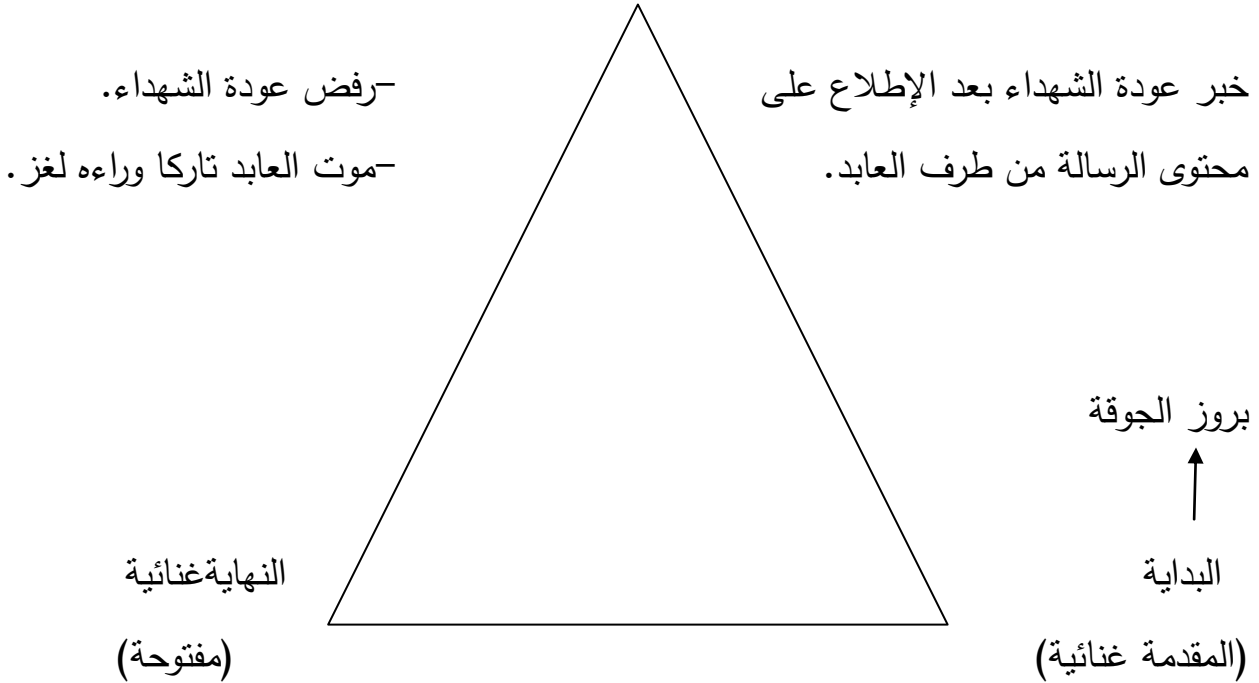 خبر عودة الشهداء بعد الإطلاع على
محتوى الرسالة من طرف العابد.
-رفض عودة الشهداء.
-موت العابد تاركا وراءه لغز.
بروز الجوقة
البداية
(المقدمة غنائية)
النهايةغنائية
(مفتوحة)